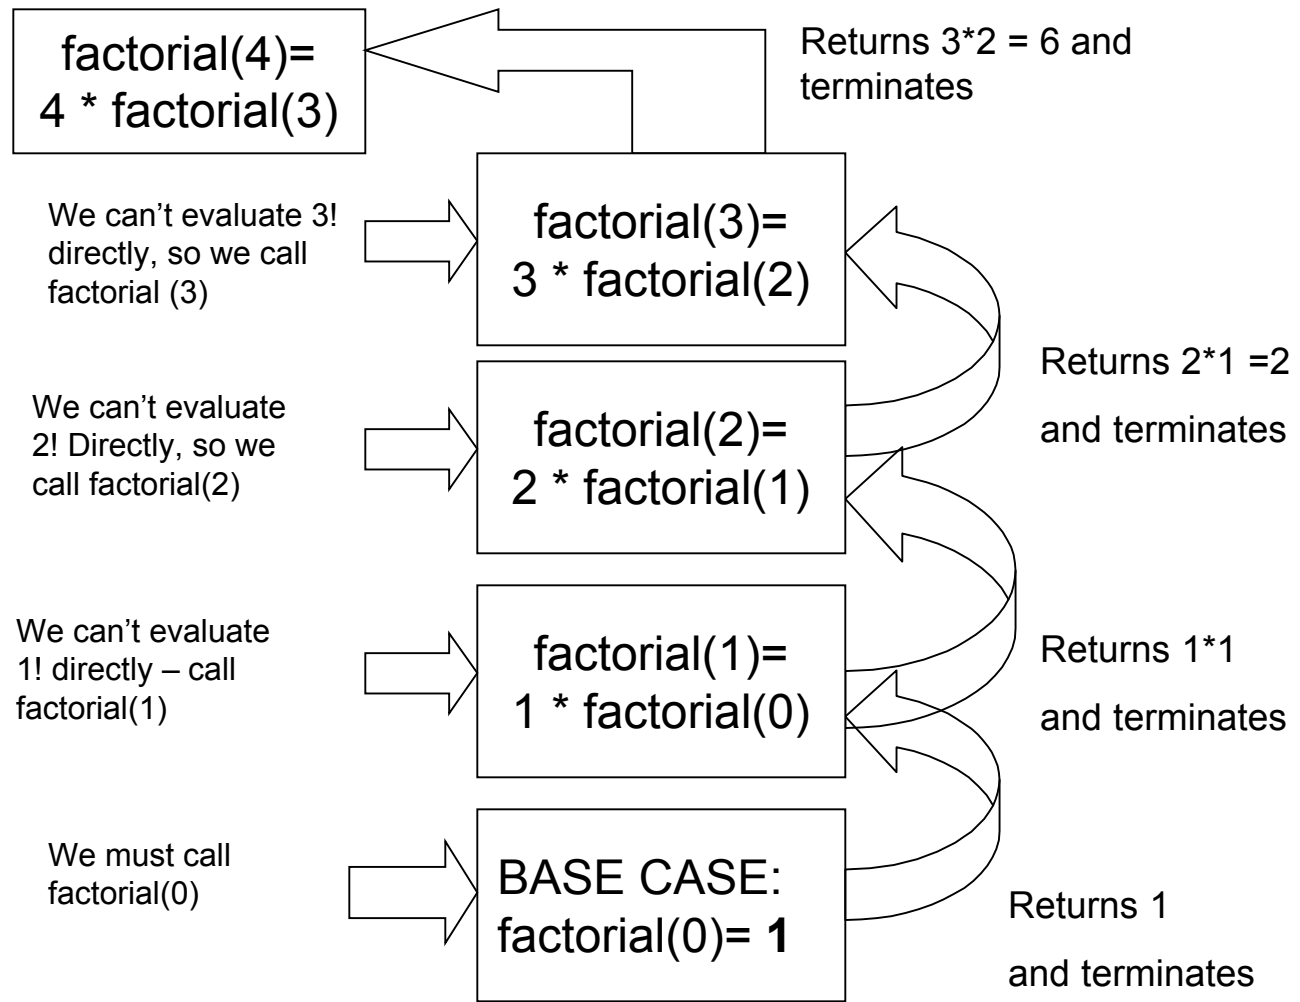 factorial(4)=
4 * factorial(3)
Returns 3*2 = 6 and
terminates
We can’t evaluate 3!
directly, so we call
factorial (3)
factorial(3)=
3 * factorial(2)
Returns 2*1 =2
and terminates
We can’t evaluate
2! Directly, so we
call factorial(2)
factorial(2)=
2 * factorial(1)
We can’t evaluate
1! directly – call
factorial(1)
factorial(1)=
1 * factorial(0)
Returns 1*1
and terminates
We must call
factorial(0)
BASE CASE:
factorial(0)= 1
Returns 1
and terminates